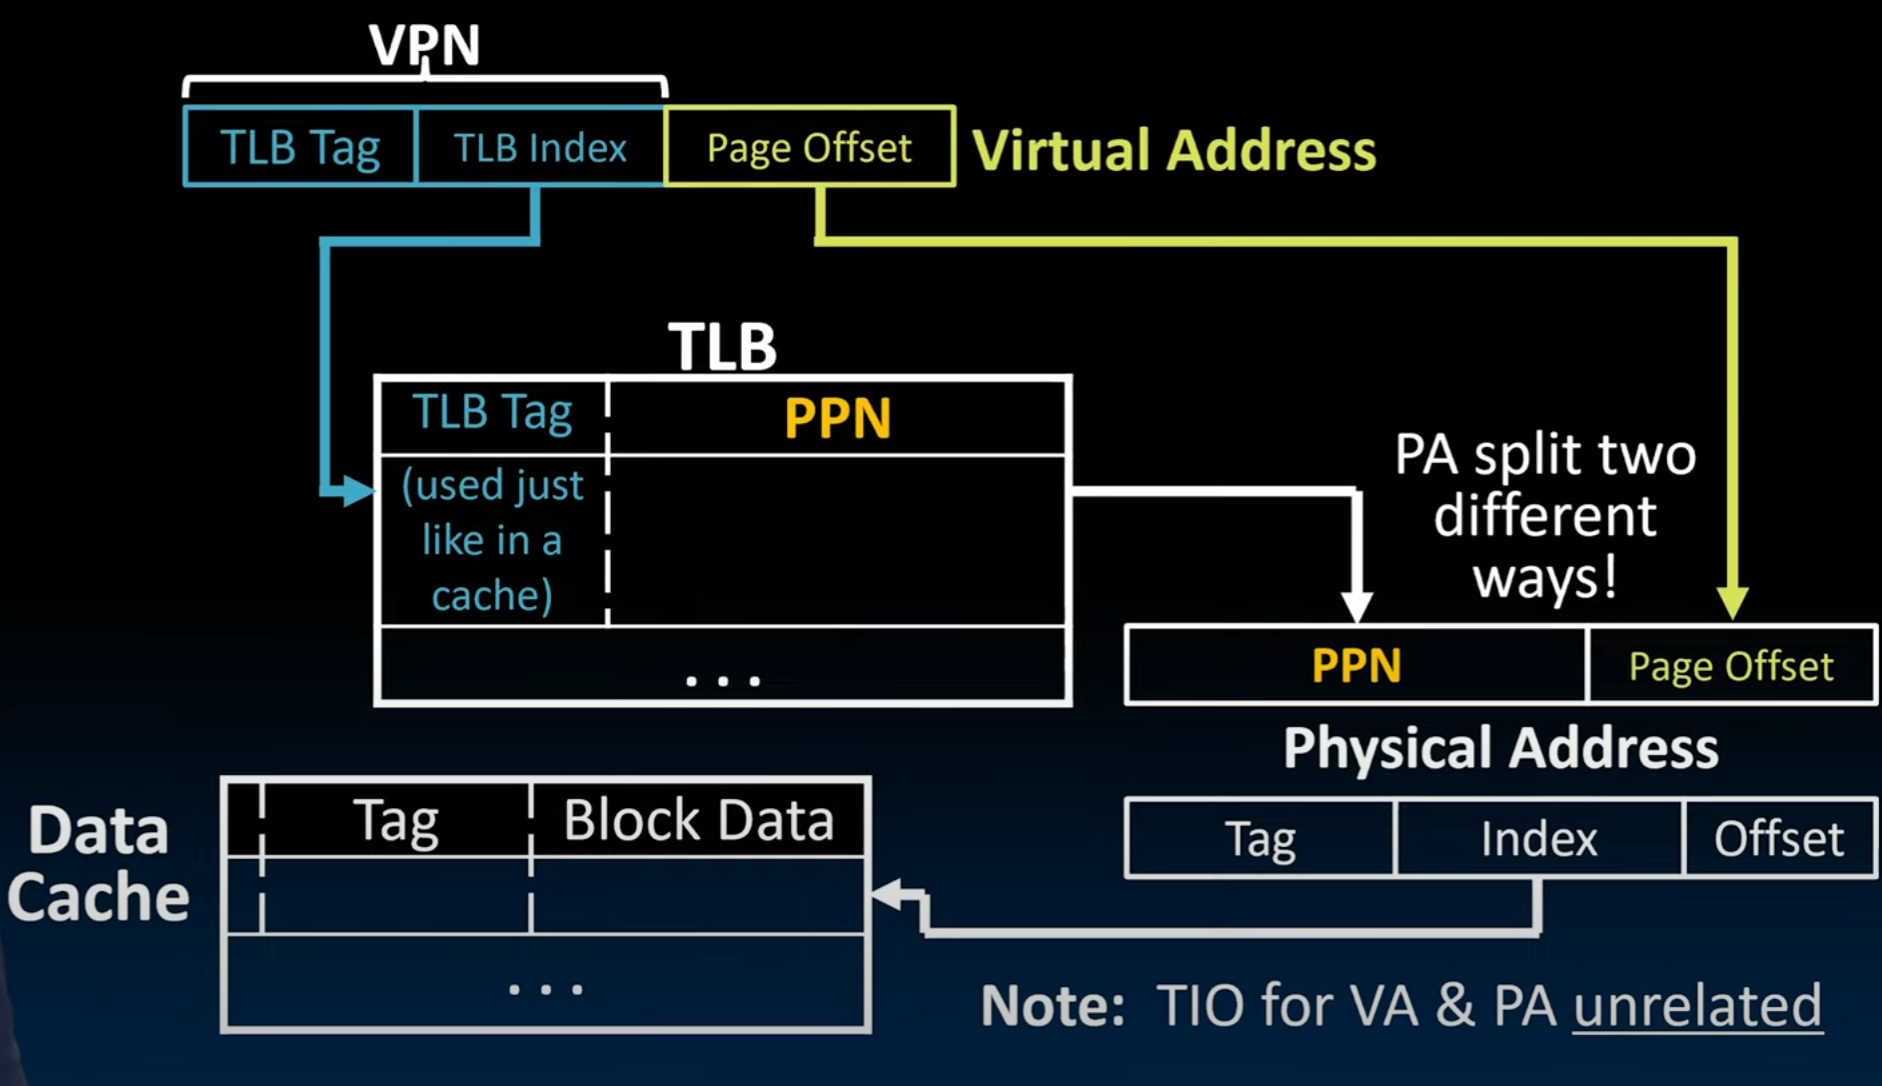 VPN
TLB Tag TLB Index Page Offset Virtual Address
TLB
TLB Tag PPN
(used just
like in a
cache)
...
PA split two
different
ways!
PPN Page Offset
Physical Address
Tag Index Offset
Data
Cache
Tag Block Data
...
Note: TIO for VA & PA unrelated